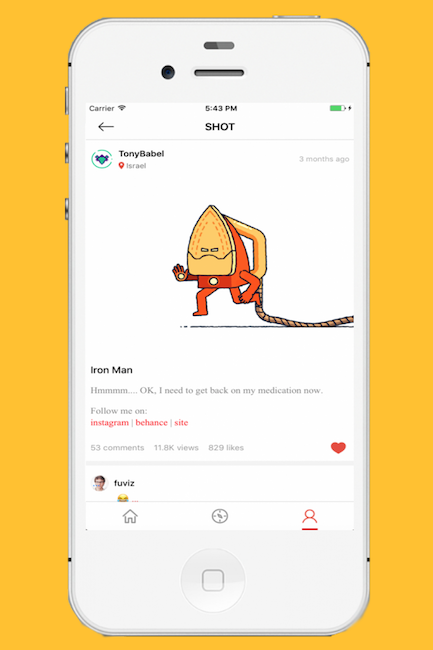 Carrier
5:43 PM
SHOT
TonyBabel
Israel
3 months ago
Iron Man
Hmmmm.... OK, I need to get back on my medication now.
Follow me on:
instagram | behance | site
53 comments 11.8K views 829 likes
fuviz
😂 ...